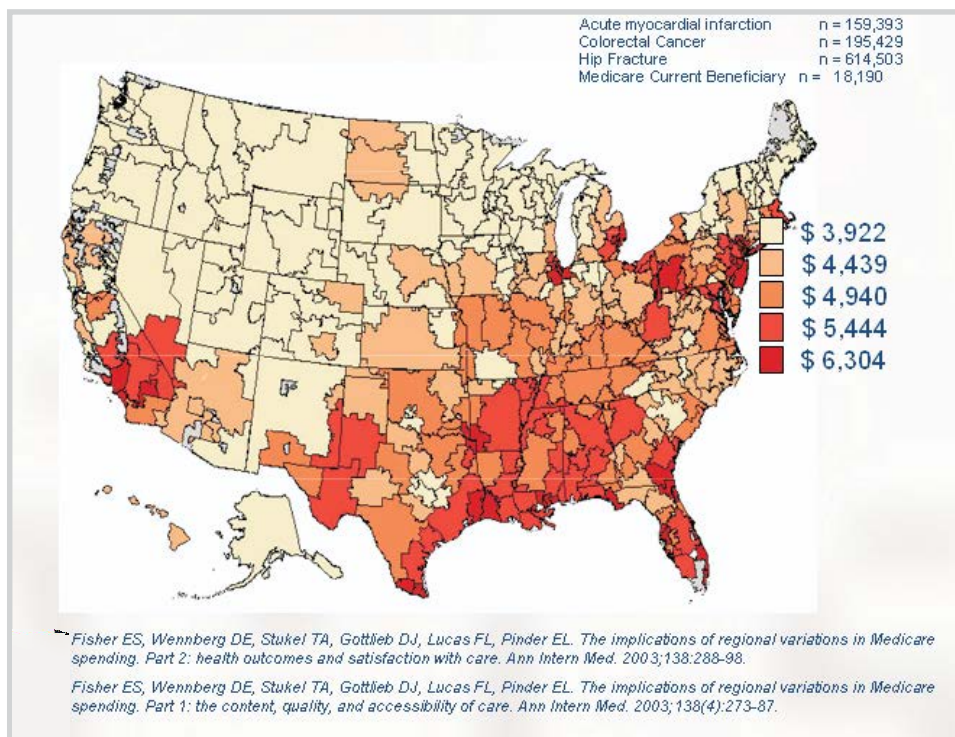 Acute myocardial infarction n = 159,393
Colorectal Cancer n = 195,429
Hip Fracture n = 614,503
Medicare Current Beneficiary n = 18,190
$ 3,922
$ 4,439
$ 4,940
$ 5,444
$ 6,304
Fisher ES, Wennberg DE, Stukel TA, Gottlieb DJ, Lucas FL, Pinder EL. The implications of regional variations in Medicare
spending. Part 2: health outcomes and satisfaction with care. Ann Intern Med. 2003;138:288-98.
Fisher ES, Wennberg DE, Stukel TA, Gottlieb DJ, Lucas FL, Pinder EL. The implications of regional variations in Medicare
spending. Part 1: the content, quality, and accessibility of care. Ann Intern Med. 2003;138(4):273-87.